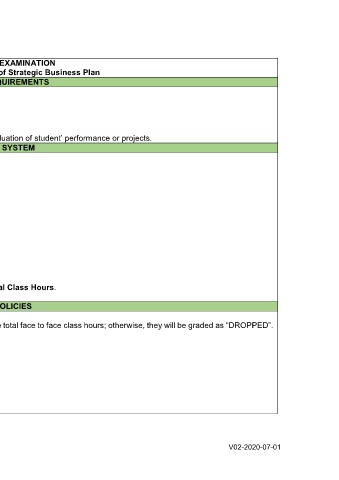 EXAMINATION
of Strategic Business Plan
QUIREMENTS
luation of student' performance or projects.
SYSTEM
al Class Hours.
OLICIES
total face to face class hours; otherwise, they will be graded as “DROPPED”.
V02-2020-07-01